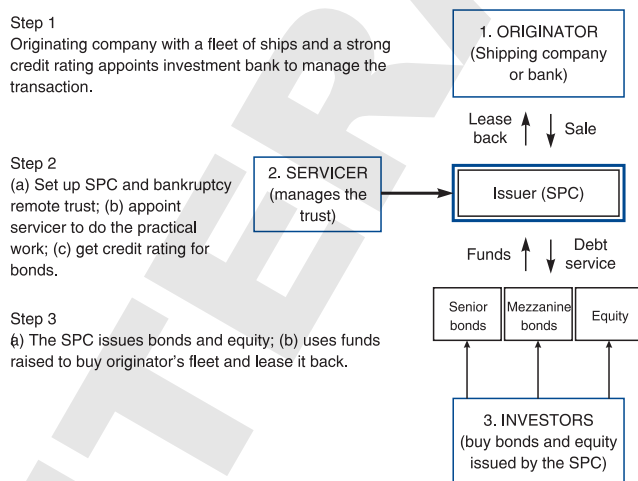 Step 1
Originating company with a fleet of ships and a strong
credit rating appoints investment bank to manage the
transaction.
1. ORIGINATOR
(Shipping company
or bank)
Lease
back
Sale
Step 2
(a) Set up SPC and bankruptcy
remote trust; (b) appoint
servicer to do the practical
work; (c) get credit rating for
bonds.
2. SERVICER
(manages the
trust)
Issuer (SPC)
Funds
Debt
service
Senior
bonds
Mezzanine
bonds
Equity
Step 3
(a) The SPC issues bonds and equity; (b) uses funds
raised to buy originator's fleet and lease it back.
3. INVESTORS
(buy bonds and equity
issued by the SPC)